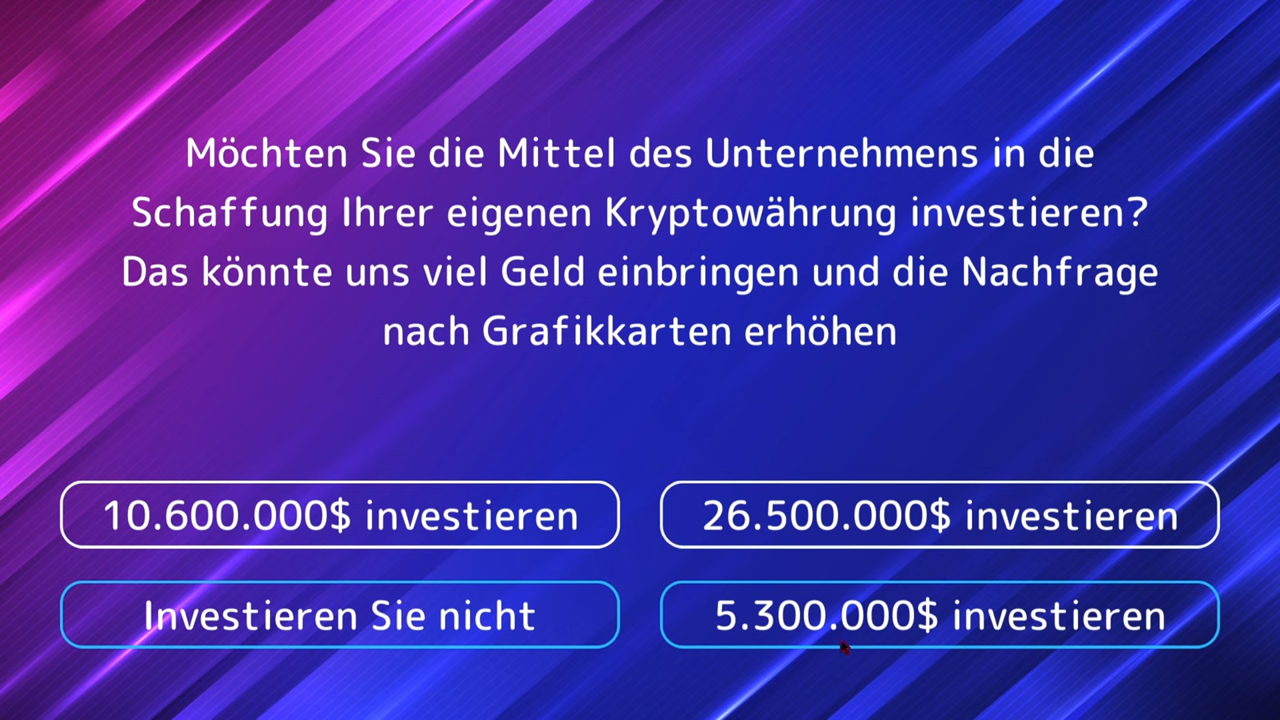 Möchten Sie die Mittel des Unternehmens in die
Schaffung Ihrer eigenen Kryptowährung investieren?
Das könnte uns viel Geld einbringen und die Nachfrage
nach Grafikkarten erhöhen
10.600.000$ investieren
26.500.000$ investieren
Investieren Sie nicht
5.300.000$ investieren